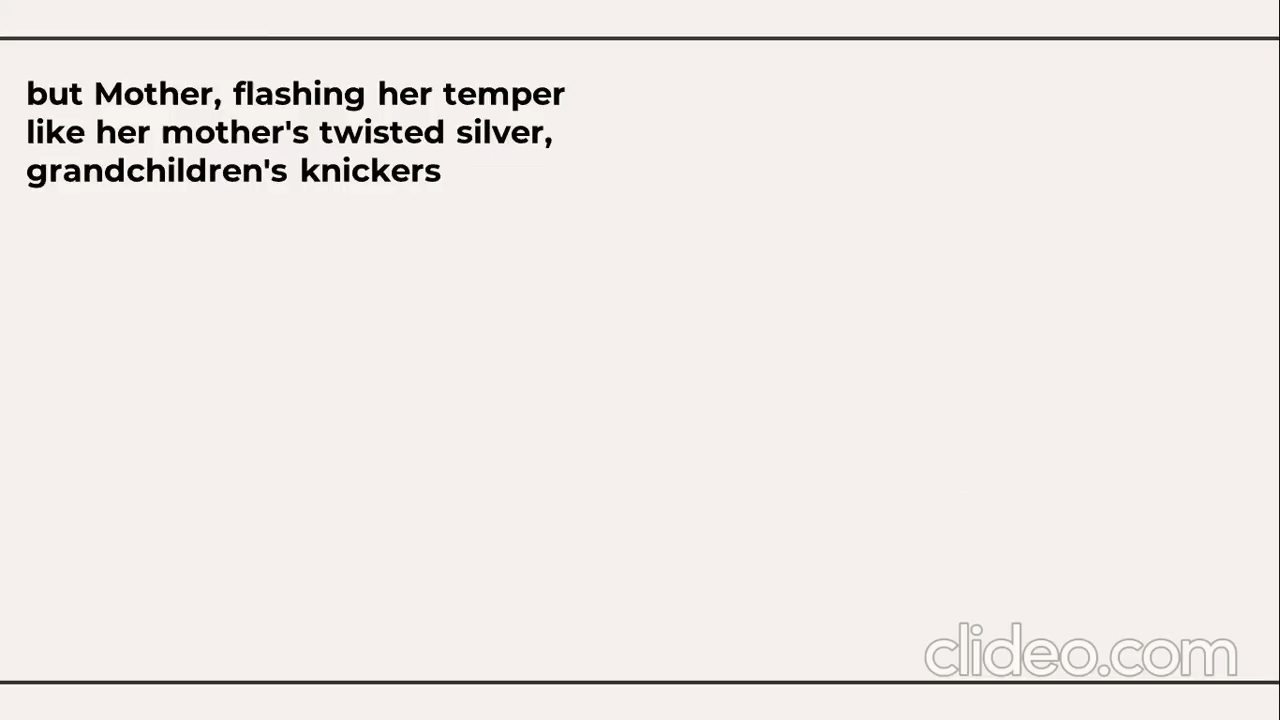 but Mother, flashing her temper
like her mother's twisted silver,
grandchildren's knickers
clideo.com